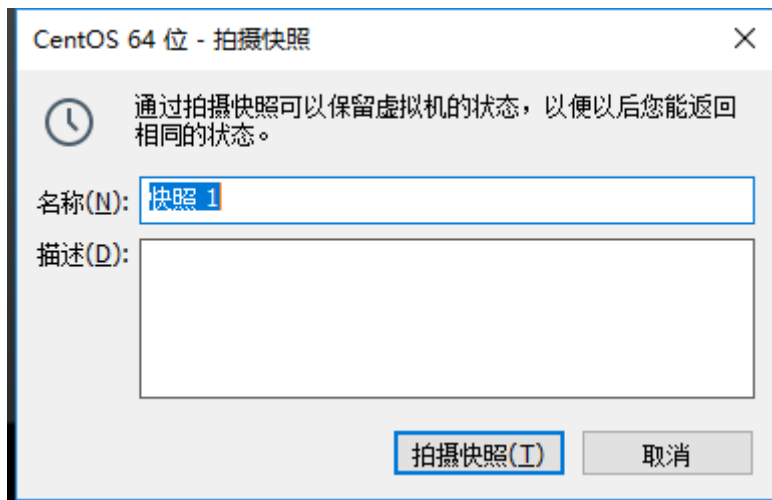 CentOS 64 位 - 拍摄快照
通过拍摄快照可以保留虚拟机的状态，以便以后您能返回
相同的状态。
名称(N): 快照 1
描述(D):
拍摄快照(T) 取消